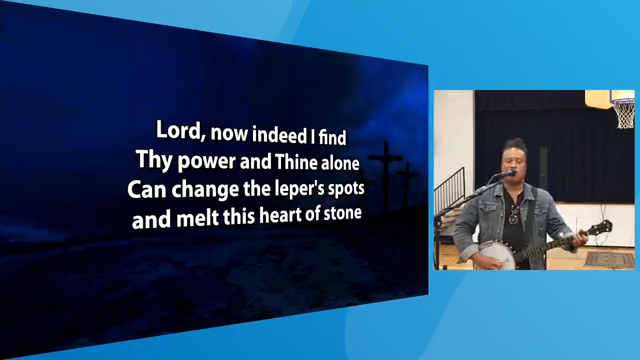 Lord, now indeed I find
Thy power and Thine alone
Can change the leper's spots
and melt this heart of stone